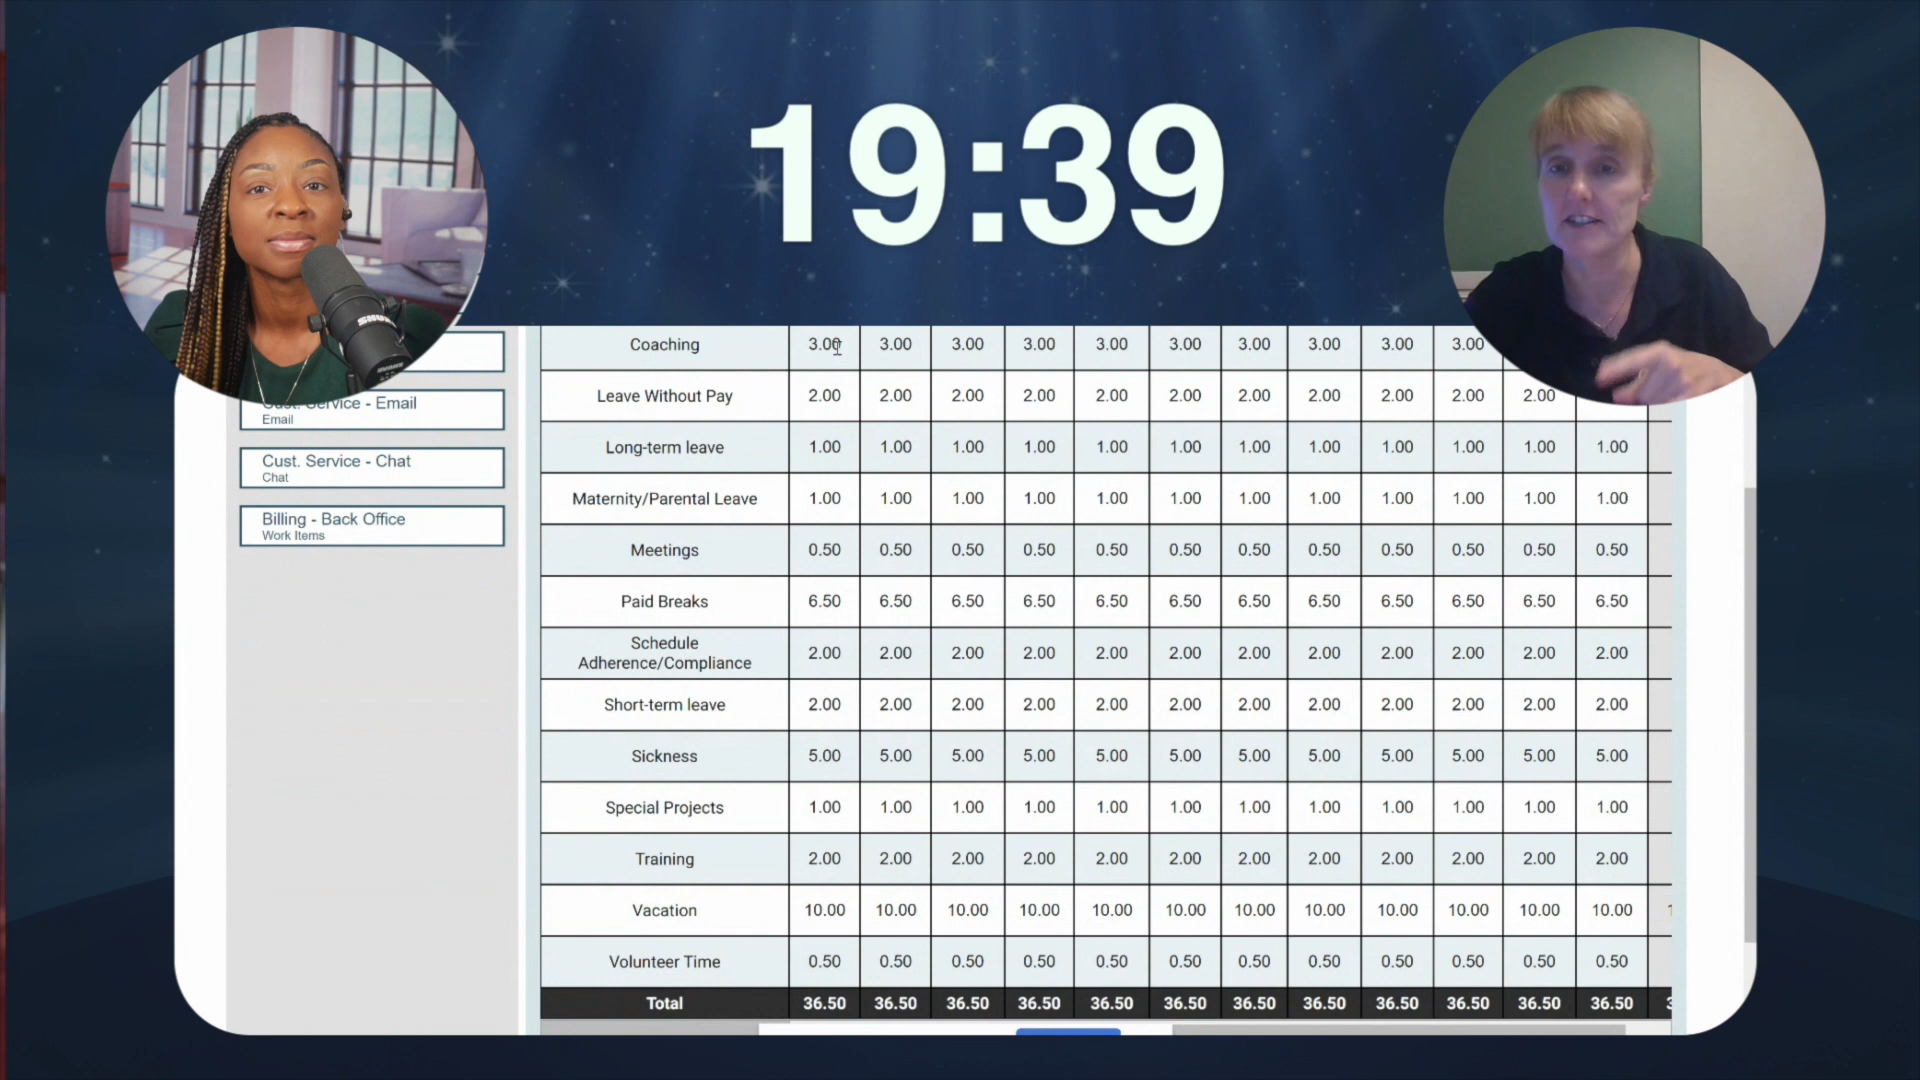 19:39
SHURE
Coaching 3.00 3.00 3.00 3.00 3.00 3.00 3.00 3.00 3.00 3.00
Leave Without Pay 2.00 2.00 2.00 2.00 2.00 2.00 2.00 2.00 2.00 2.00 2.00
Cust. Service - Email
Email
Long-term leave 1.00 1.00 1.00 1.00 1.00 1.00 1.00 1.00 1.00 1.00 1.00 1.00
Cust. Service - Chat
Chat
Maternity/Parental Leave 1.00 1.00 1.00 1.00 1.00 1.00 1.00 1.00 1.00 1.00 1.00 1.00
Billing - Back Office
Work Items
Meetings 0.50 0.50 0.50 0.50 0.50 0.50 0.50 0.50 0.50 0.50 0.50 0.50
Paid Breaks 6.50 6.50 6.50 6.50 6.50 6.50 6.50 6.50 6.50 6.50 6.50 6.50
Schedule
Adherence/Compliance 2.00 2.00 2.00 2.00 2.00 2.00 2.00 2.00 2.00 2.00 2.00 2.00
Short-term leave 2.00 2.00 2.00 2.00 2.00 2.00 2.00 2.00 2.00 2.00 2.00 2.00
Sickness 5.00 5.00 5.00 5.00 5.00 5.00 5.00 5.00 5.00 5.00 5.00 5.00
Special Projects 1.00 1.00 1.00 1.00 1.00 1.00 1.00 1.00 1.00 1.00 1.00 1.00
Training 2.00 2.00 2.00 2.00 2.00 2.00 2.00 2.00 2.00 2.00 2.00 2.00
Vacation 10.00 10.00 10.00 10.00 10.00 10.00 10.00 10.00 10.00 10.00 10.00 10.00
Volunteer Time 0.50 0.50 0.50 0.50 0.50 0.50 0.50 0.50 0.50 0.50 0.50 0.50
Total 36.50 36.50 36.50 36.50 36.50 36.50 36.50 36.50 36.50 36.50 36.50 36.50